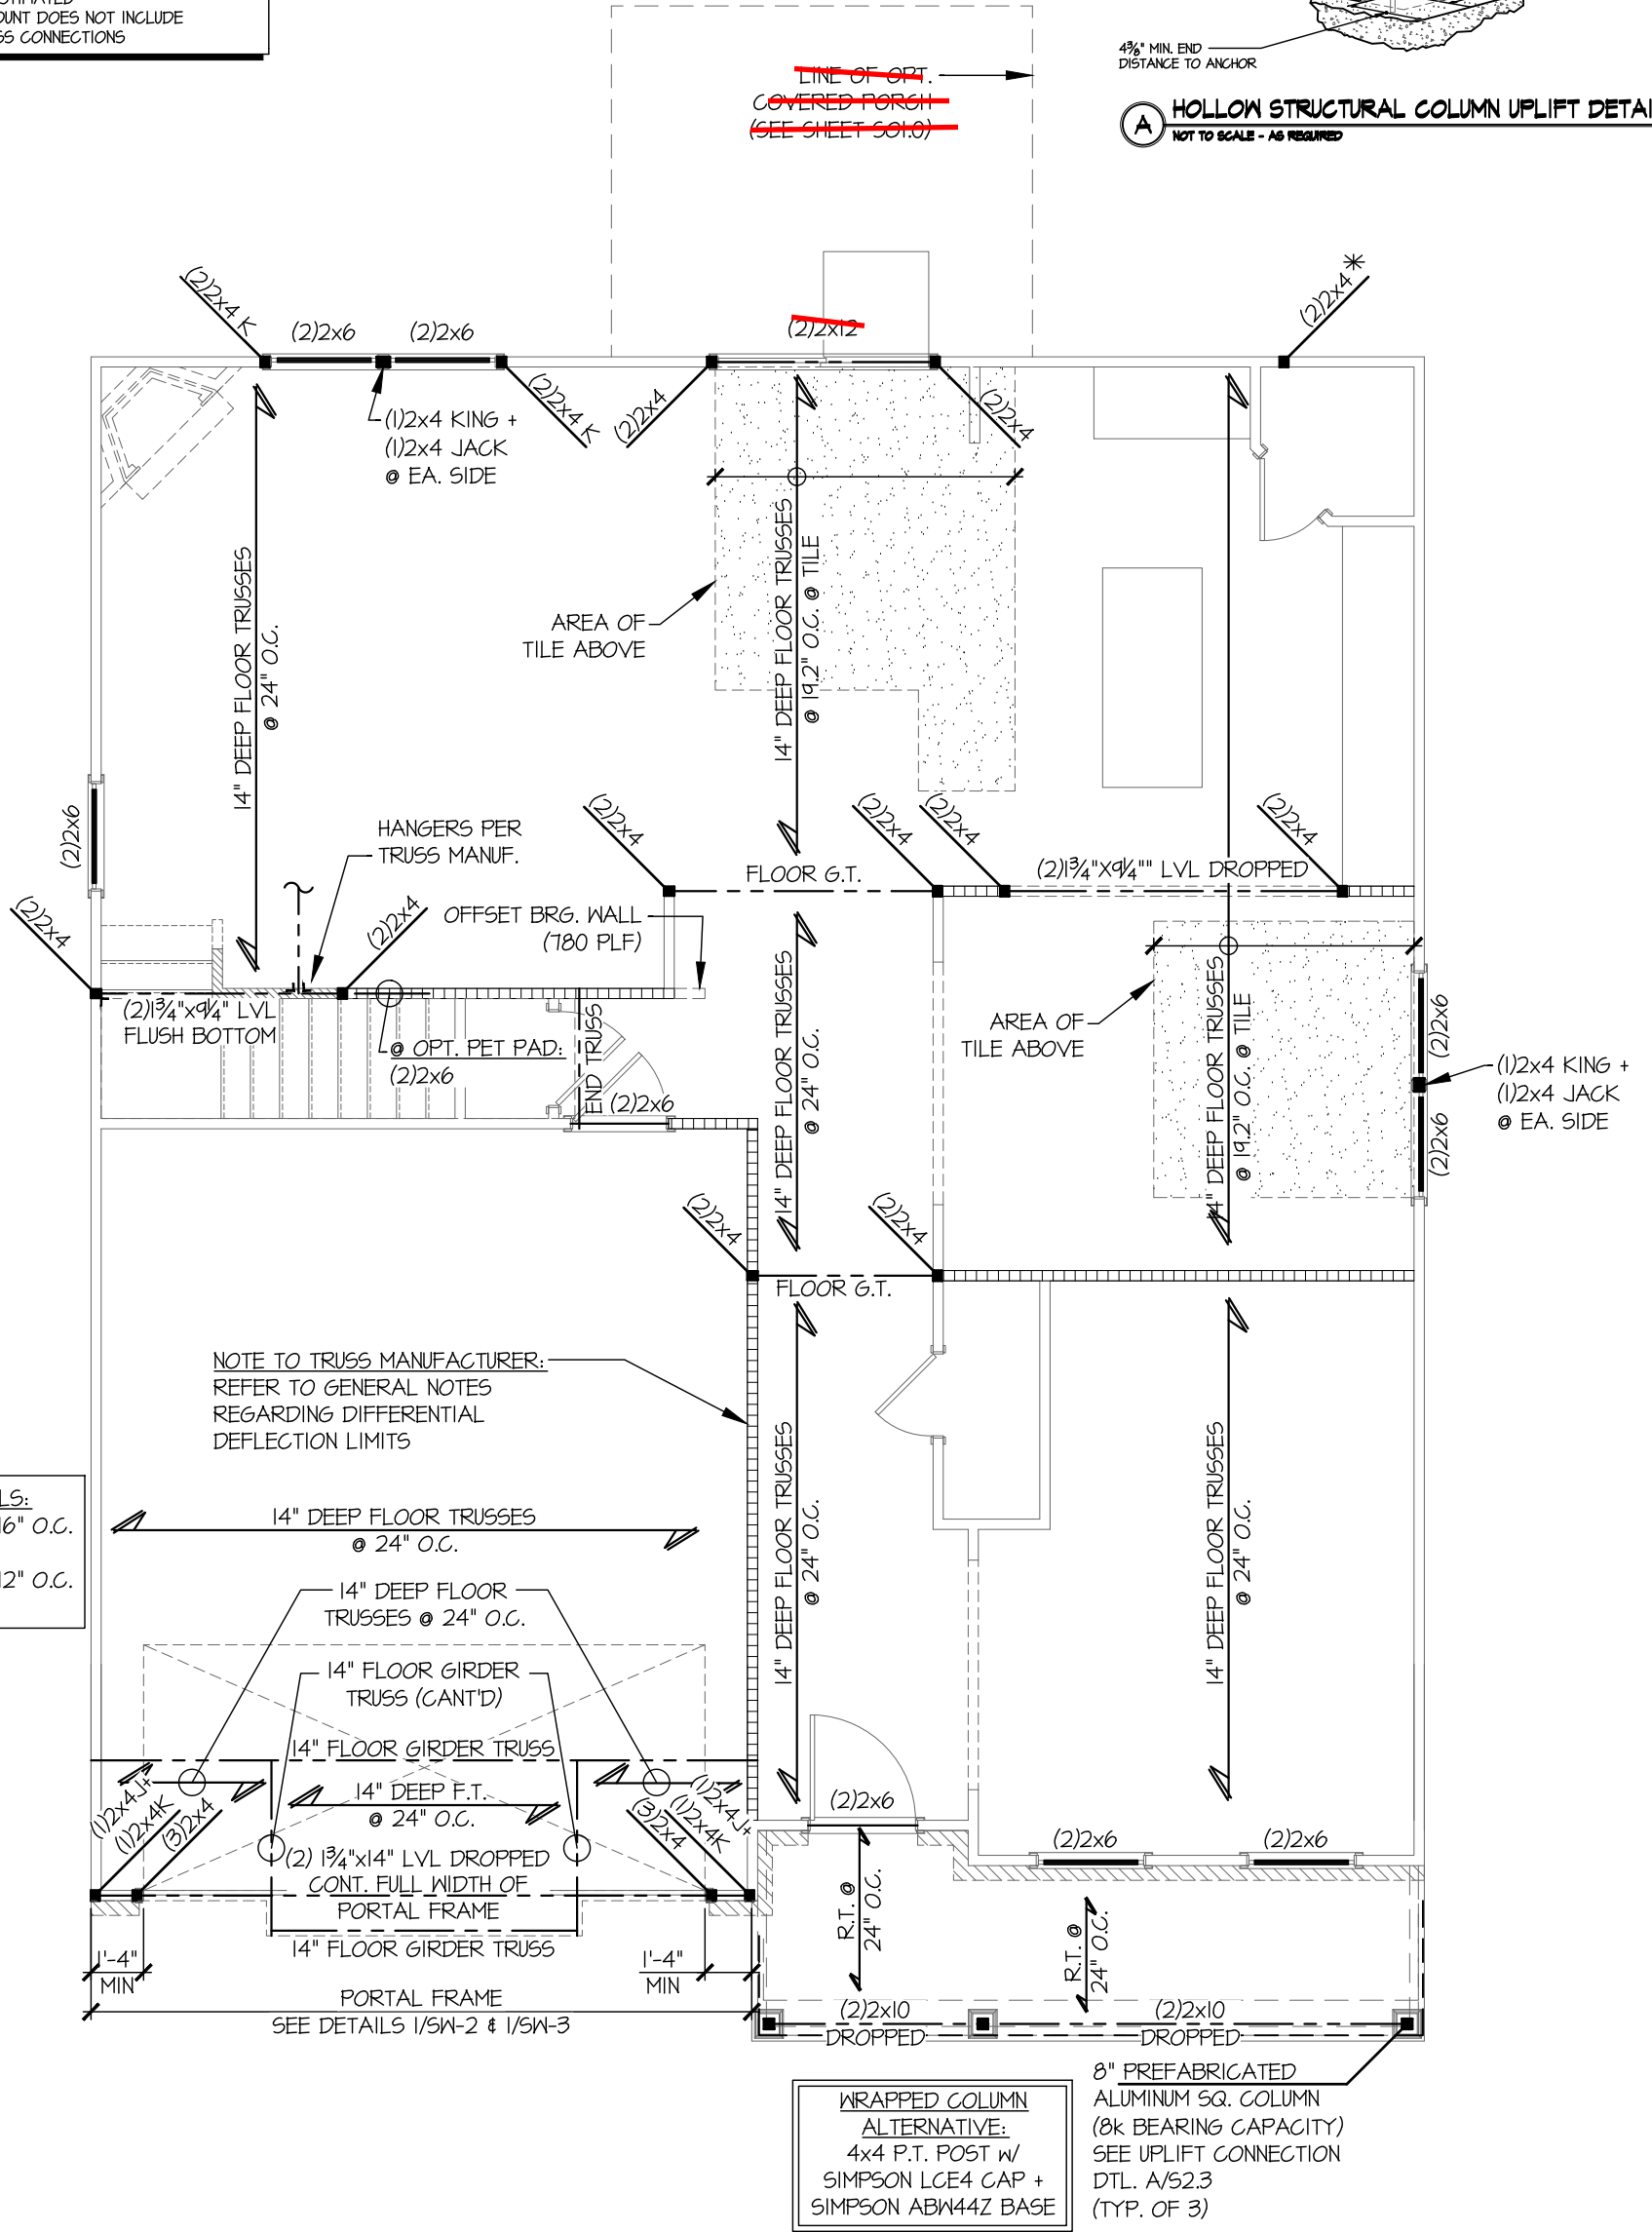 OUNT DOES NOT INCLUDE
SS CONNECTIONS
4⅜" MIN. END
DISTANCE TO ANCHOR
A
HOLLOW STRUCTURAL COLUMN UPLIFT DETAI
NOT TO SCALE - AS REQUIRED
LINE OF OPT.
COVERED PORCH
(SEE SHEET S01.0)
(2)2x4 K
(2)2x6
(2)2x6
(2)2x12
(2)2x4 *
(1)2x4 KING +
(1)2x4 JACK
@ EA. SIDE
(2)2x4 K
(2)2x4
(2)2x4
14" DEEP FLOOR TRUSSES
@ 24" O.C.
14" DEEP FLOOR TRUSSES
@ 19.2" O.C. @ TILE
AREA OF
TILE ABOVE
(2)2x6
HANGERS PER
TRUSS MANUF.
(2)2x4
(2)2x4
(2)2x4
(2)2x4
FLOOR G.T.
(2)1¾"x9¼"" LVL DROPPED
(2)2x4
(2)2x4
OFFSET BRG. WALL
(780 PLF)
(2)1¾"x9¼" LVL
FLUSH BOTTOM
@ OPT. PET PAD:
(2)2x6
END TRUSS
(2)2x6
14" DEEP FLOOR TRUSSES
@ 24" O.C.
AREA OF
TILE ABOVE
14" DEEP FLOOR TRUSSES
@ 19.2" O.C. @ TILE
(2)2x6
(2)2x6
(1)2x4 KING +
(1)2x4 JACK
@ EA. SIDE
(2)2x4
(2)2x4
FLOOR G.T.
NOTE TO TRUSS MANUFACTURER:
REFER TO GENERAL NOTES
REGARDING DIFFERENTIAL
DEFLECTION LIMITS
LS:
16" O.C.
12" O.C.
14" DEEP FLOOR TRUSSES
@ 24" O.C.
14" DEEP FLOOR TRUSSES
@ 24" O.C.
14" DEEP FLOOR TRUSSES
@ 24" O.C.
14" DEEP FLOOR
TRUSSES @ 24" O.C.
14" FLOOR GIRDER
TRUSS (CANT'D)
14" FLOOR GIRDER TRUSS
14" DEEP F.T.
@ 24" O.C.
(1)2x4J+
(1)2x4K
(3)2x4
(3)2x4
(1)2x4K
(1)2x4J+
(2) 1¾"x14" LVL DROPPED
CONT. FULL WIDTH OF
PORTAL FRAME
14" FLOOR GIRDER TRUSS
1'-4"
MIN
1'-4"
MIN
PORTAL FRAME
SEE DETAILS 1/SW-2 & 1/SW-3
(2)2x6
(2)2x6
(2)2x6
R.T. @
24" O.C.
R.T. @
24" O.C.
(2)2x10
DROPPED
(2)2x10
DROPPED
WRAPPED COLUMN
ALTERNATIVE:
4x4 P.T. POST w/
SIMPSON LCE4 CAP +
SIMPSON ABW44Z BASE
8" PREFABRICATED
ALUMINUM SQ. COLUMN
(8k BEARING CAPACITY)
SEE UPLIFT CONNECTION
DTL. A/S2.3
(TYP. OF 3)